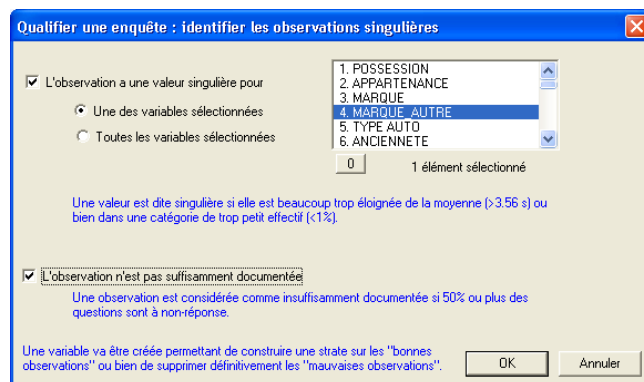 Qualifier une enquête : identifier les observations singulières
L'observation a une valeur singulière pour
Une des variables sélectionnées
Toutes les variables sélectionnées
1. POSSESSION
2. APPARTENANCE
3. MARQUE
4. MARQUE_AUTRE
5. TYPE AUTO
6. ANCIENNETE
0
1 élément sélectionné
Une valeur est dite singulière si elle est beaucoup trop éloignée de la moyenne (>3.56 s) ou
bien dans une catégorie de trop petit effectif (<1%).
L'observation n'est pas suffisamment documentée
Une observation est considérée comme insuffisamment documentée si 50% ou plus des
questions sont à non-réponse.
Une variable va être créée permettant de construire une strate sur les "bonnes
observations" ou bien de supprimer définitivement les "mauvaises observations".
OK
Annuler